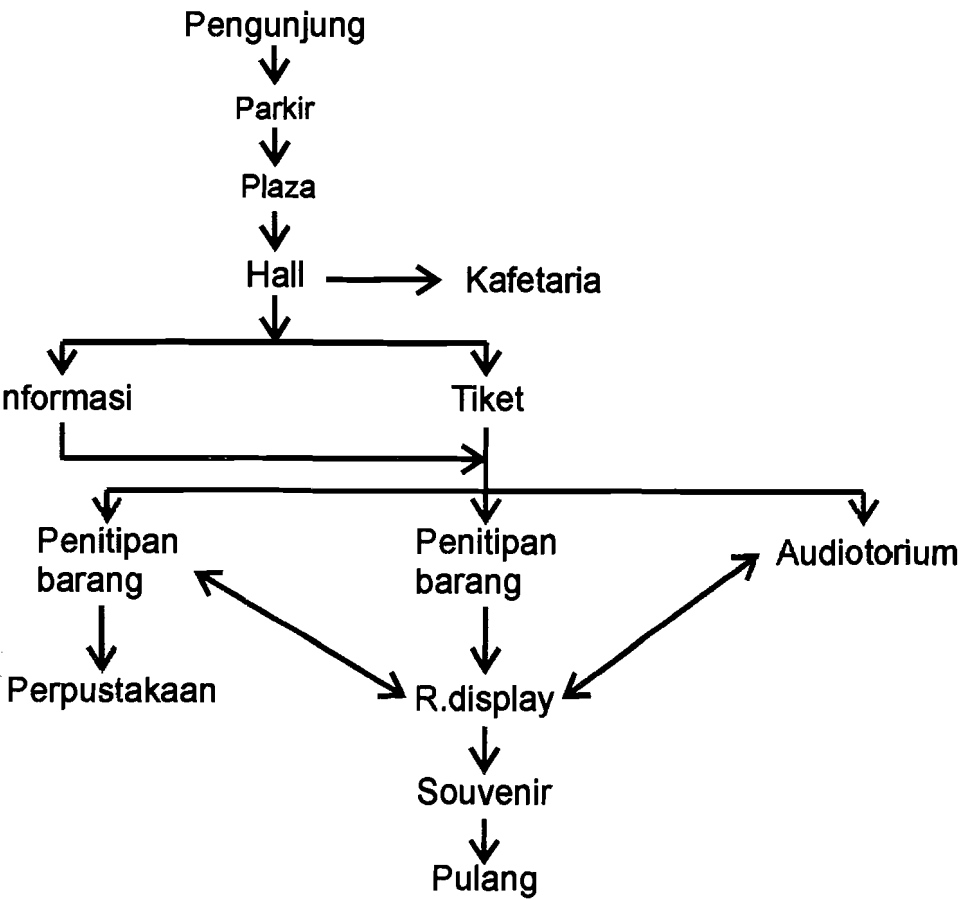 Pengunjung
Parkir
Plaza
Hall
Kafetaria
nformasi
Tiket
Penitipan
barang
Penitipan
barang
Audiotorium
Perpustakaan
R.display
Souvenir
Pulang